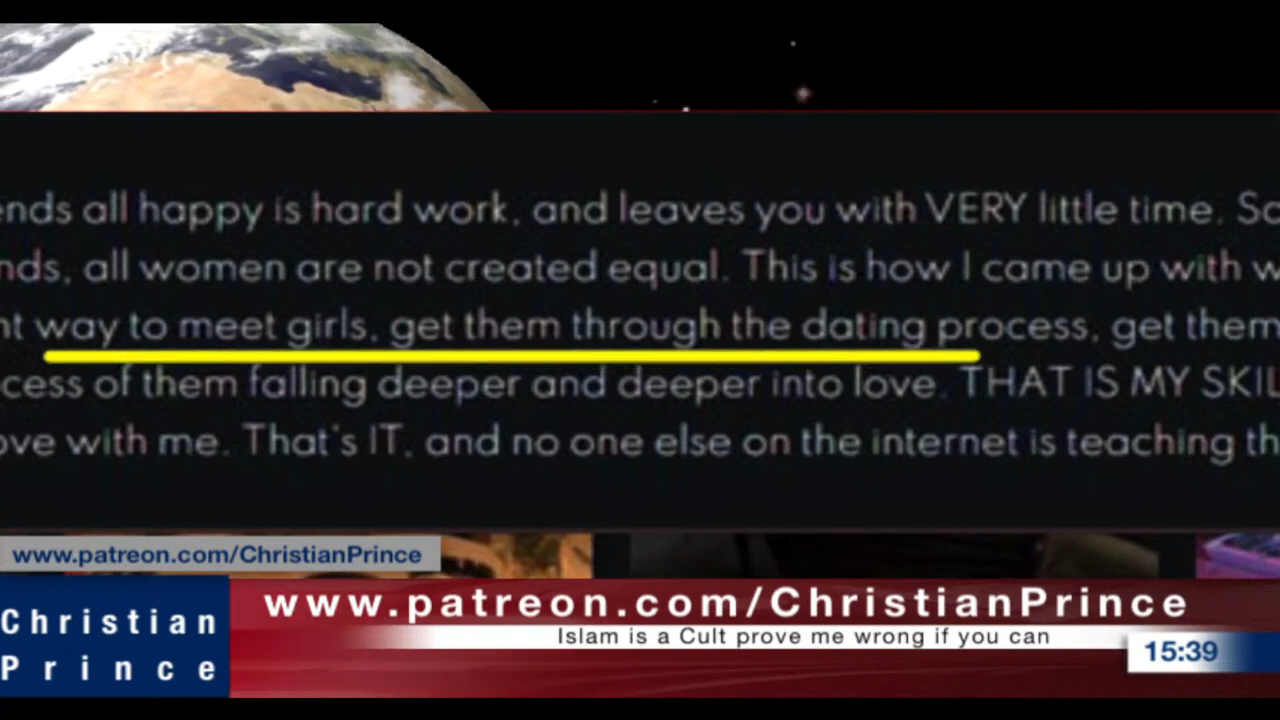 ends all happy is hard work, and leaves you with VERY little time. So
nds, all women are not created equal. This is how I came up with w
nt way to meet girls, get them through the dating process, get them
cess of them falling deeper and deeper into love. THAT IS MY SKIL
ove with me. That's IT, and no one else on the internet is teaching th
www.patreon.com/ChristianPrince
www.patreon.com/ChristianPrince
Christian
Prince
Islam is a Cult prove me wrong if you can
15:39